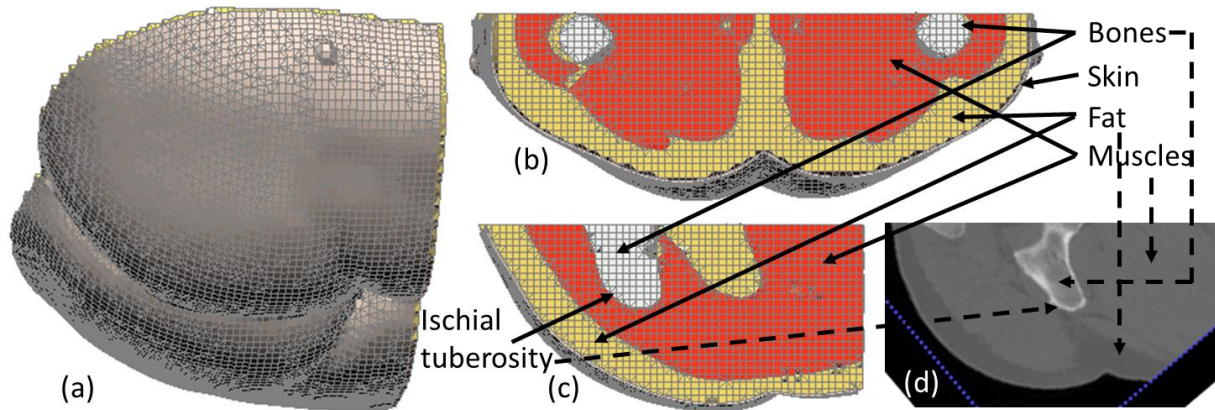 Bones
Skin
Fat
Muscles
(b)
Ischial
tuberosity
(a)
(c)
(d)